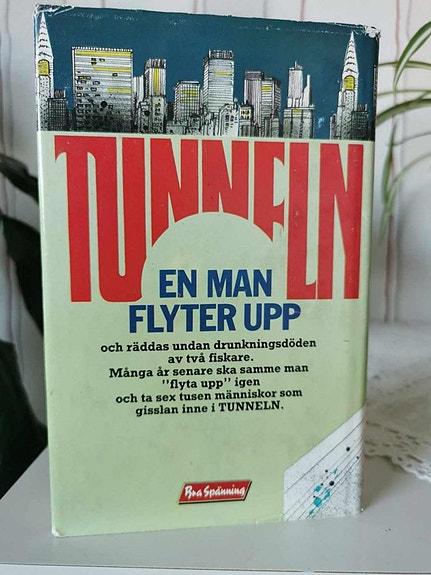 TUNNELN
EN MAN
FLYTER UPP
och räddas undan drunkningsdöden
av två fiskare.
Många år senare ska samme man
"flyta upp" igen
och ta sex tusen människor som
gisslan inne i TUNNELN.
Bra Spänning